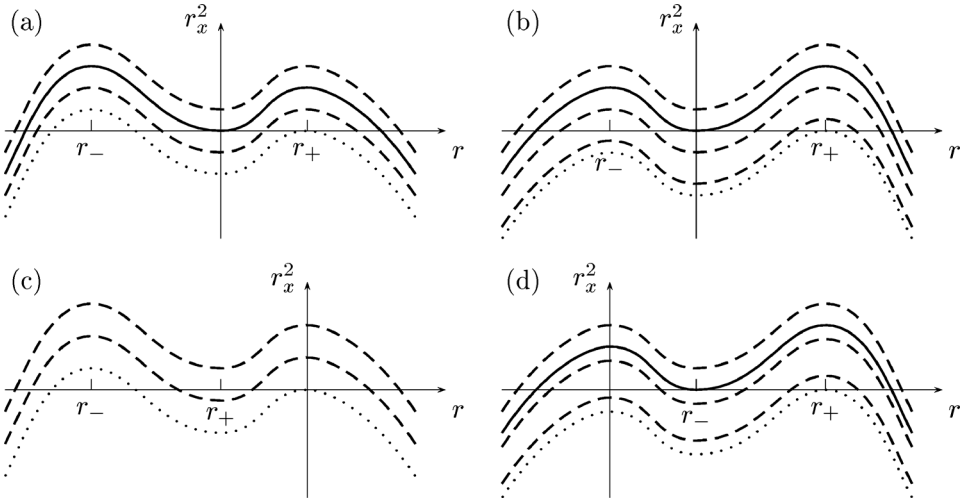 (a) r_x^2
r_- r_+ r
(b) r_x^2
r_- r_+ r
(c) r_x^2
r_- r_+ r
(d) r_x^2
r_- r_+ r